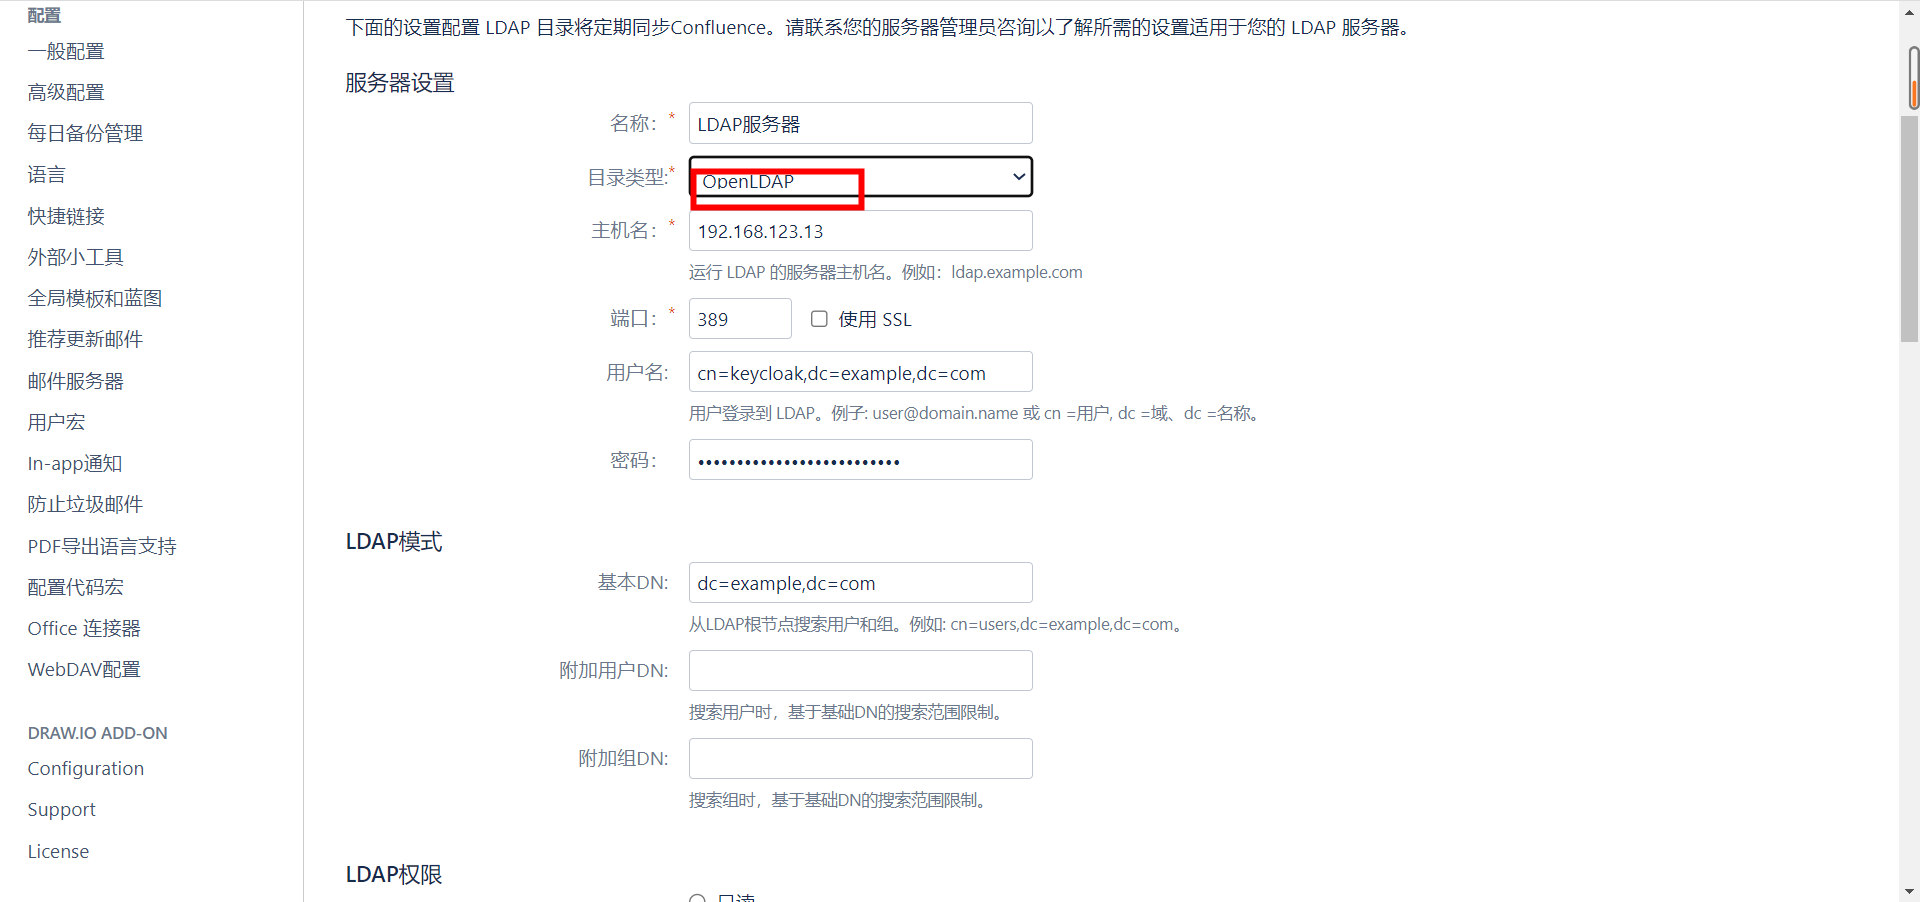 配置
一般配置
高级配置
每日备份管理
语言
快捷链接
外部小工具
全局模板和蓝图
推荐更新邮件
邮件服务器
用户宏
In-app通知
防止垃圾邮件
PDF导出语言支持
配置代码宏
Office 连接器
WebDAV配置
DRAW.IO ADD-ON
Configuration
Support
License
下面的设置配置 LDAP 目录将定期同步Confluence。请联系您的服务器管理员咨询以了解所需的设置适用于您的 LDAP 服务器。
服务器设置
名称: * LDAP服务器
目录类型:* OpenLDAP
主机名: * 192.168.123.13
运行 LDAP 的服务器主机名。例如：ldap.example.com
端口: * 389 使用 SSL
用户名: cn=keycloak,dc=example,dc=com
用户登录到 LDAP。例子: user@domain.name 或 cn =用户, dc =域、dc =名称。
密码: ••••••••••••••••••••••••••
LDAP模式
基本DN: dc=example,dc=com
从LDAP根节点搜索用户和组。例如: cn=users,dc=example,dc=com。
附加用户DN:
搜索用户时，基于基础DN的搜索范围限制。
附加组DN:
搜索组时，基于基础DN的搜索范围限制。
LDAP权限
只读